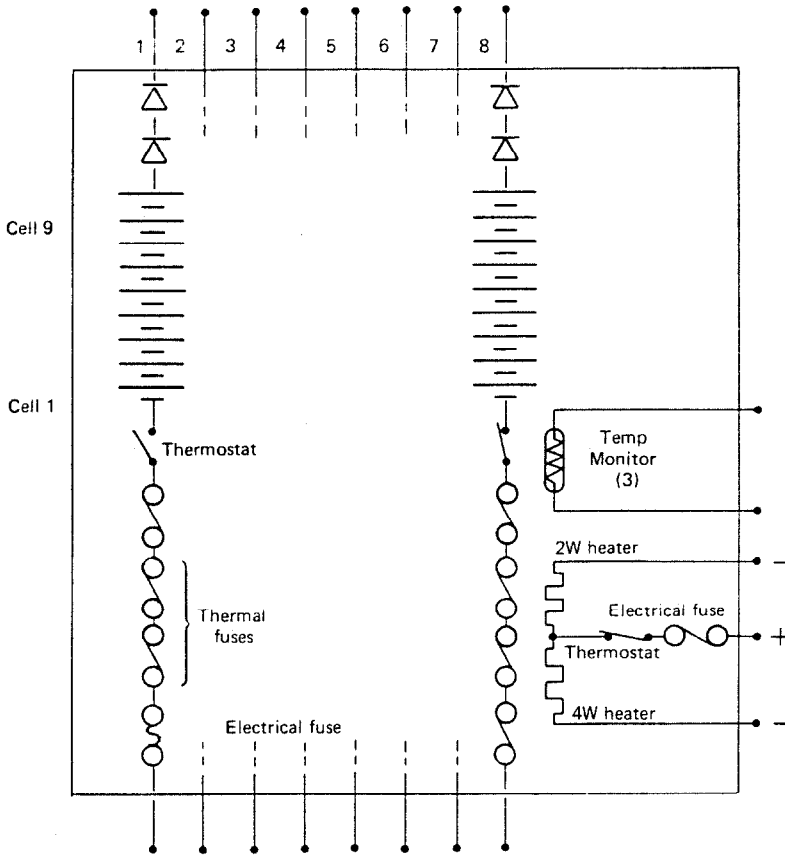 1 2 3 4 5 6 7 8
Cell 9
Cell 1
Thermostat
Temp
Monitor
(3)
2W heater
−
Thermal
fuses
Electrical fuse
+
Thermostat
4W heater
−
Electrical fuse